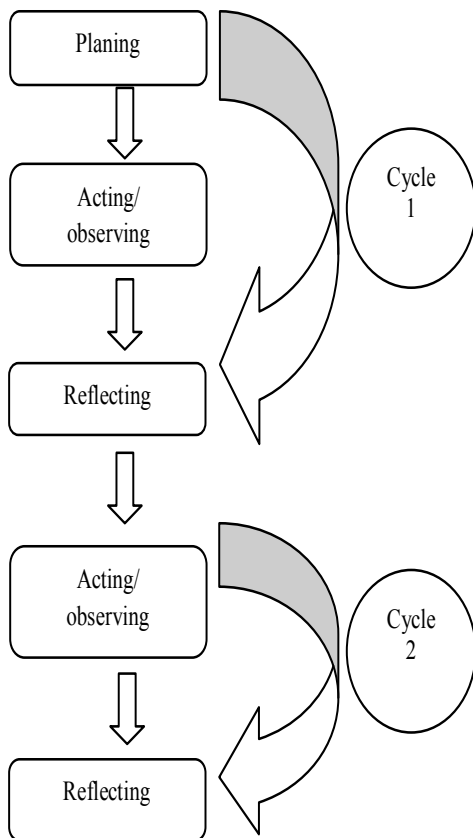 Planing
Acting/
observing
Cycle
1
Reflecting
Acting/
observing
Cycle
2
Reflecting